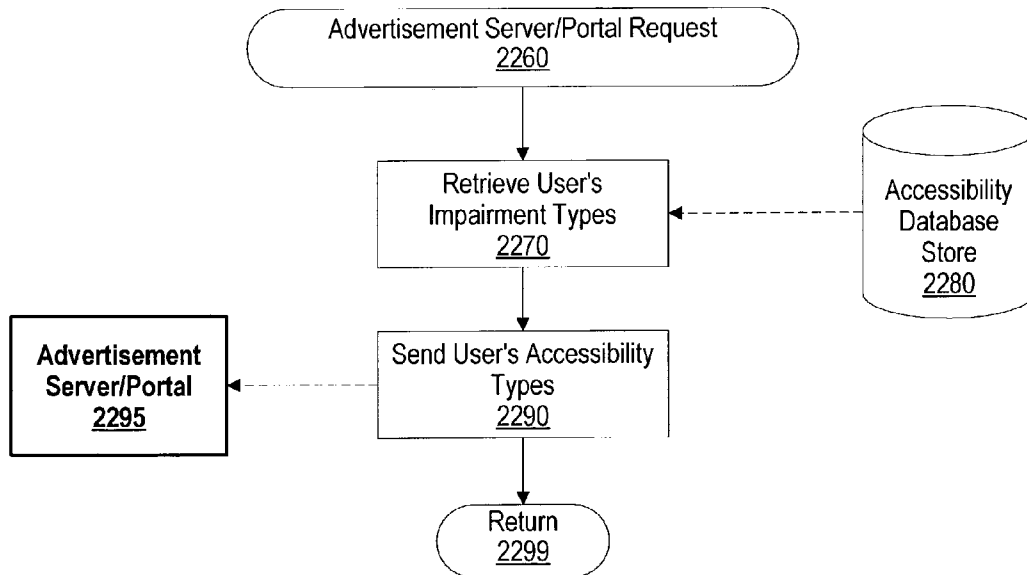 Advertisement Server/Portal Request
2260
Retrieve User's
Impairment Types
2270
Accessibility
Database
Store
2280
Send User's Accessibility
Types
2290
Advertisement
Server/Portal
2295
Return
2299